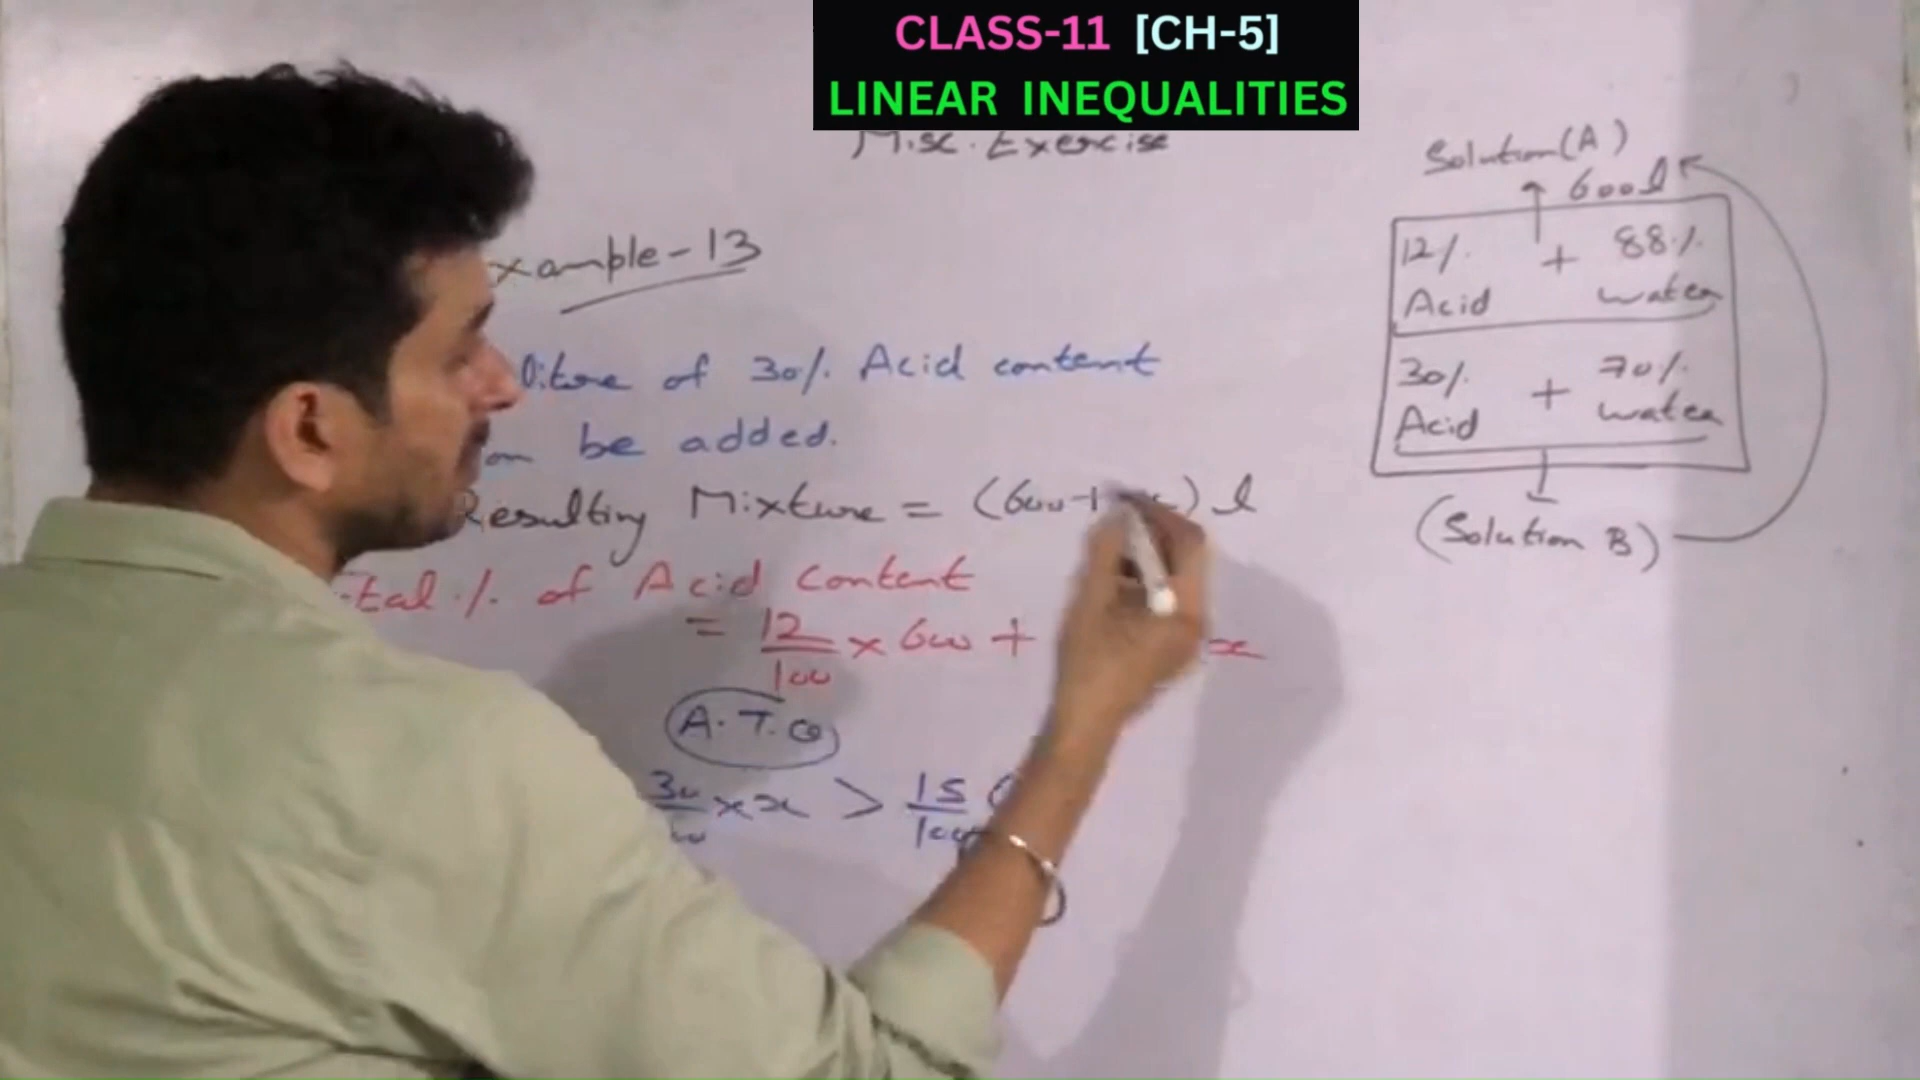 CLASS-11 [CH-5]
LINEAR INEQUALITIES
Misc. Exercise
xample-13
litre of 30% Acid content
be added.
Resulting Mixture = (600+x) l
tal % of Acid Content
= 12/100 × 600 + x
A.T.Q
30/100 × x > 15/100
Solution (A)
600l
12% Acid + 88% water
30% Acid + 70% water
(Solution B)